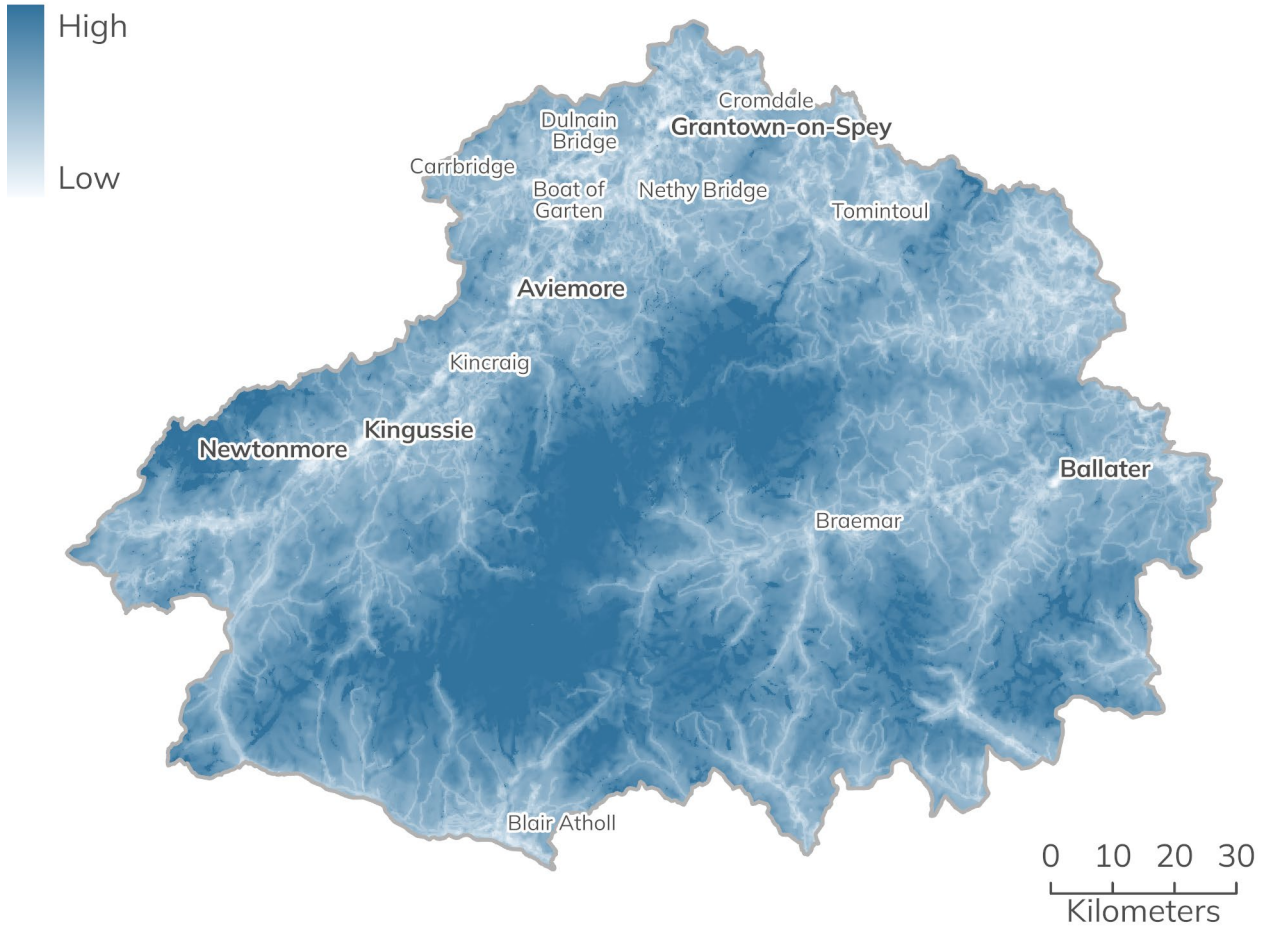 High
Low
Cromdale
Grantown-on-Spey
Dulnain
Bridge
Carrbridge
Boat of
Garten
Nethy Bridge
Tomintoul
Aviemore
Kincraig
Kingussie
Newtonmore
Ballater
Braemar
Blair Atholl
0 10 20 30
Kilometers